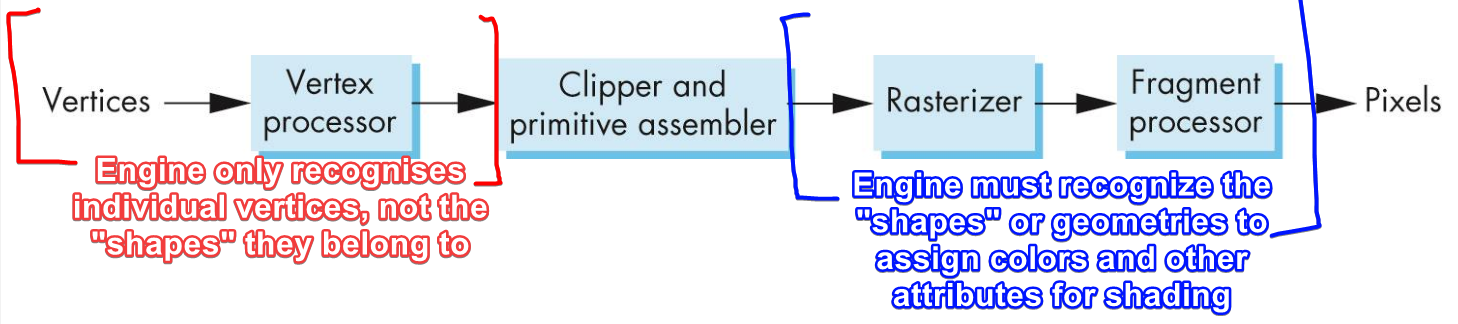 Vertices
Vertex
processor
Clipper and
primitive assembler
Rasterizer
Fragment
processor
Pixels
Engine only recognises
individual vertices, not the
"shapes" they belong to
Engine must recognize the
"shapes" or geometries to
assign colors and other
attributes for shading